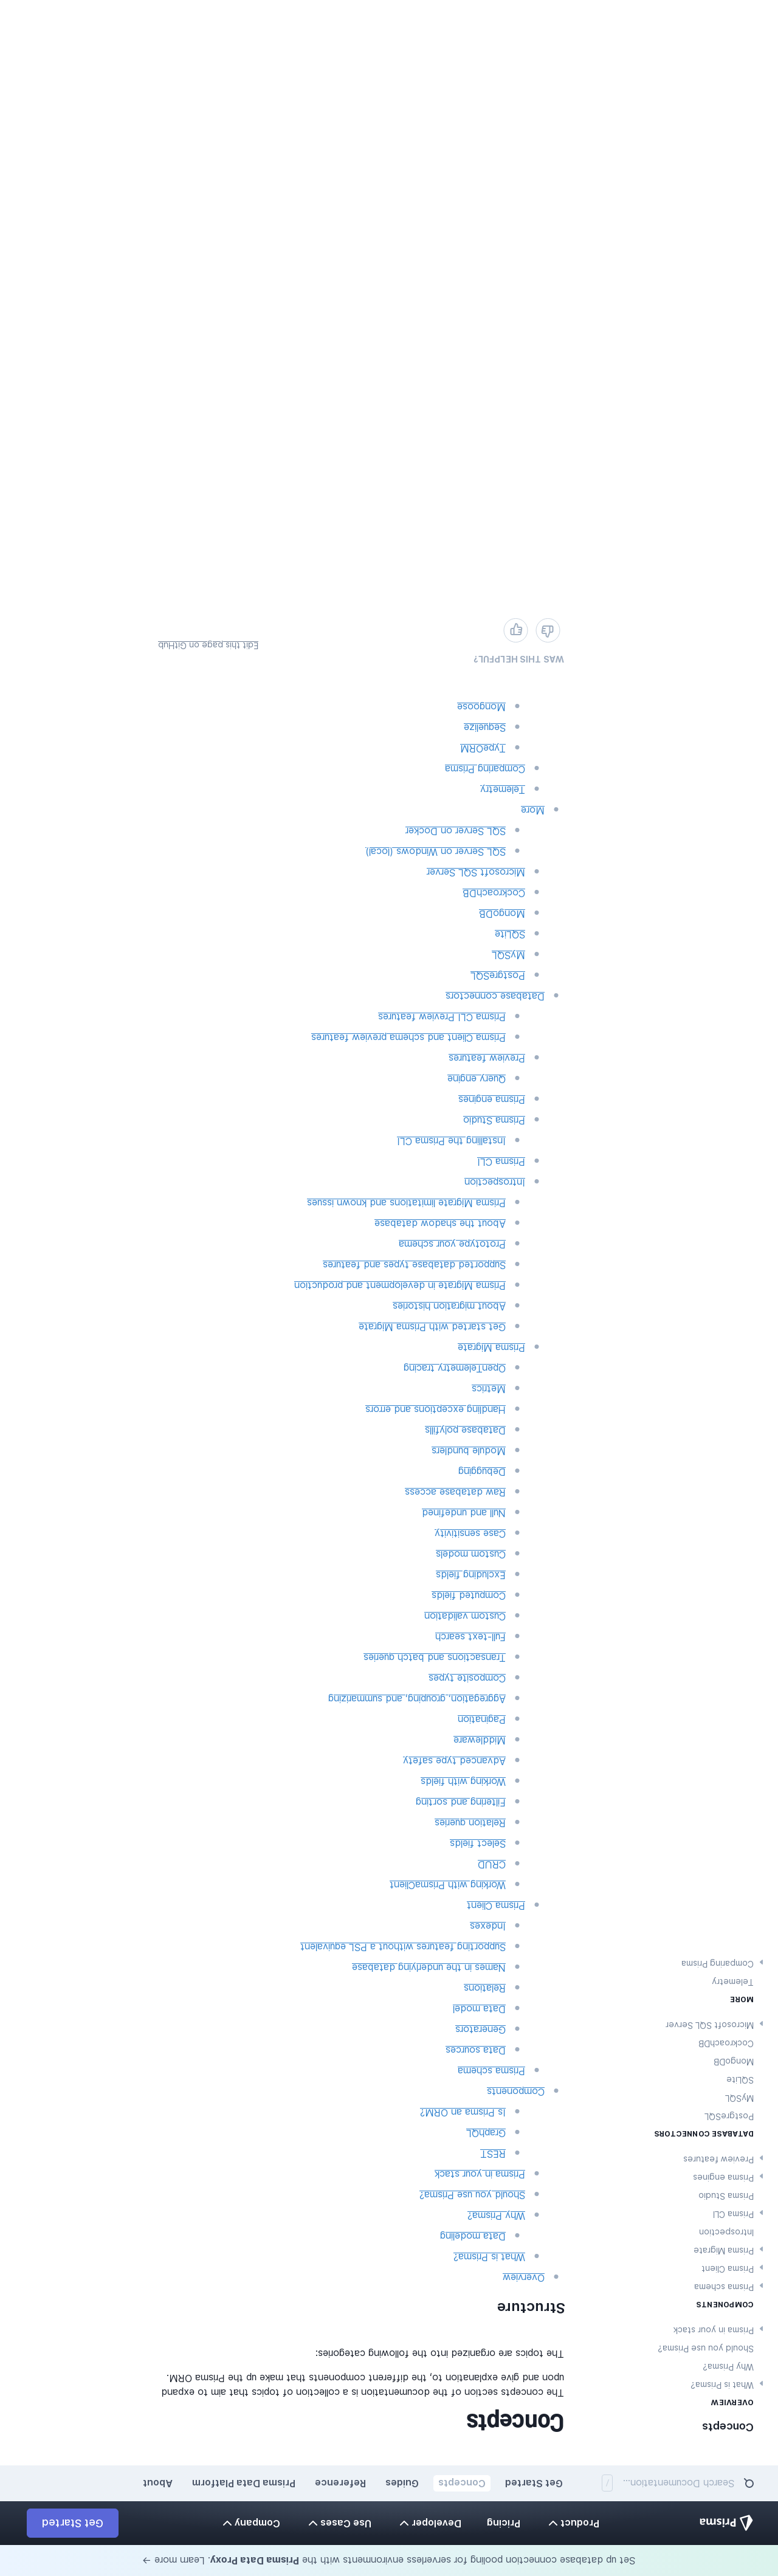 Set up database connection pooling for serverless environments with the Prisma Data Proxy. Learn more →
Prisma
Product
Pricing
Developer
Use Cases
Company
Get Started
Search Documentation... /
Get Started
Concepts
Guides
Reference
Prisma Data Platform
About
Concepts
OVERVIEW
What is Prisma?
Why Prisma?
Should you use Prisma?
Prisma in your stack
COMPONENTS
Prisma schema
Prisma Client
Prisma Migrate
Introspection
Prisma CLI
Prisma Studio
Prisma engines
Preview features
DATABASE CONNECTORS
PostgreSQL
MySQL
SQLite
MongoDB
CockroachDB
Microsoft SQL Server
MORE
Telemetry
Comparing Prisma
Concepts
The concepts section of the documentation is a collection of topics that aim to expand
upon and give explanation to, the different components that make up the Prisma ORM.
The topics are organized into the following categories:
Structure
Overview
What is Prisma?
Data modeling
Why Prisma?
Should you use Prisma?
Prisma in your stack
REST
GraphQL
Is Prisma an ORM?
Components
Prisma schema
Data sources
Generators
Data model
Relations
Names in the underlying database
Supporting features without a PSL equivalent
Indexes
Prisma Client
Working with PrismaClient
CRUD
Select fields
Relation queries
Filtering and sorting
Working with fields
Advanced type safety
Middleware
Pagination
Aggregation, grouping, and summarizing
Composite types
Transactions and batch queries
Full-text search
Custom validation
Computed fields
Excluding fields
Custom models
Case sensitivity
Null and undefined
Raw database access
Debugging
Module bundlers
Database polyfills
Handling exceptions and errors
Metrics
OpenTelemetry tracing
Prisma Migrate
Get started with Prisma Migrate
About migration histories
Prisma Migrate in development and production
Supported database types and features
Prototype your schema
About the shadow database
Prisma Migrate limitations and known issues
Introspection
Prisma CLI
Installing the Prisma CLI
Prisma Studio
Prisma engines
Query engine
Preview features
Prisma Client and schema preview features
Prisma CLI Preview features
Database connectors
PostgreSQL
MySQL
SQLite
MongoDB
CockroachDB
Microsoft SQL Server
SQL Server on Windows (local)
SQL Server on Docker
More
Telemetry
Comparing Prisma
TypeORM
Sequelize
Mongoose
WAS THIS HELPFUL?
Edit this page on GitHub